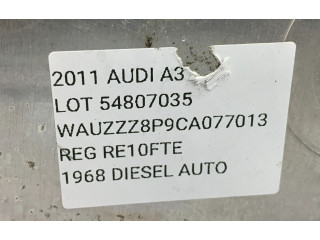 2011 AUDI A3
LOT 54807035
WAUZZZ8P9CA077013
REG RE10FTE
1968 DIESEL AUTO